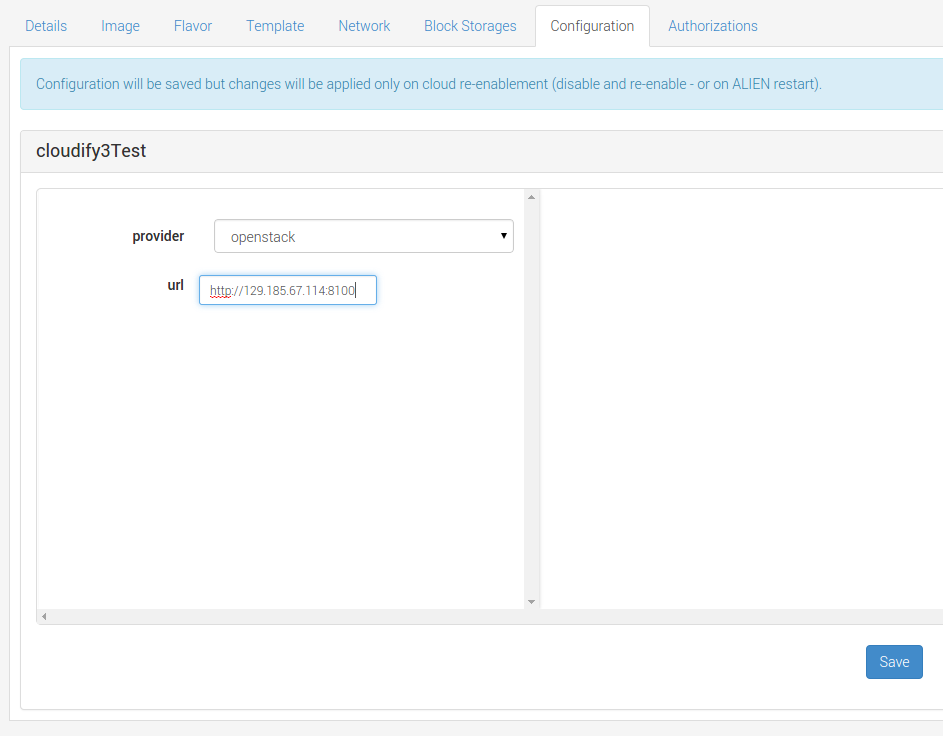 Details Image Flavor Template Network Block Storages Configuration Authorizations
Configuration will be saved but changes will be applied only on cloud re-enablement (disable and re-enable - or on ALIEN restart).
cloudify3Test
provider openstack
url http://129.185.67.114:8100
Save